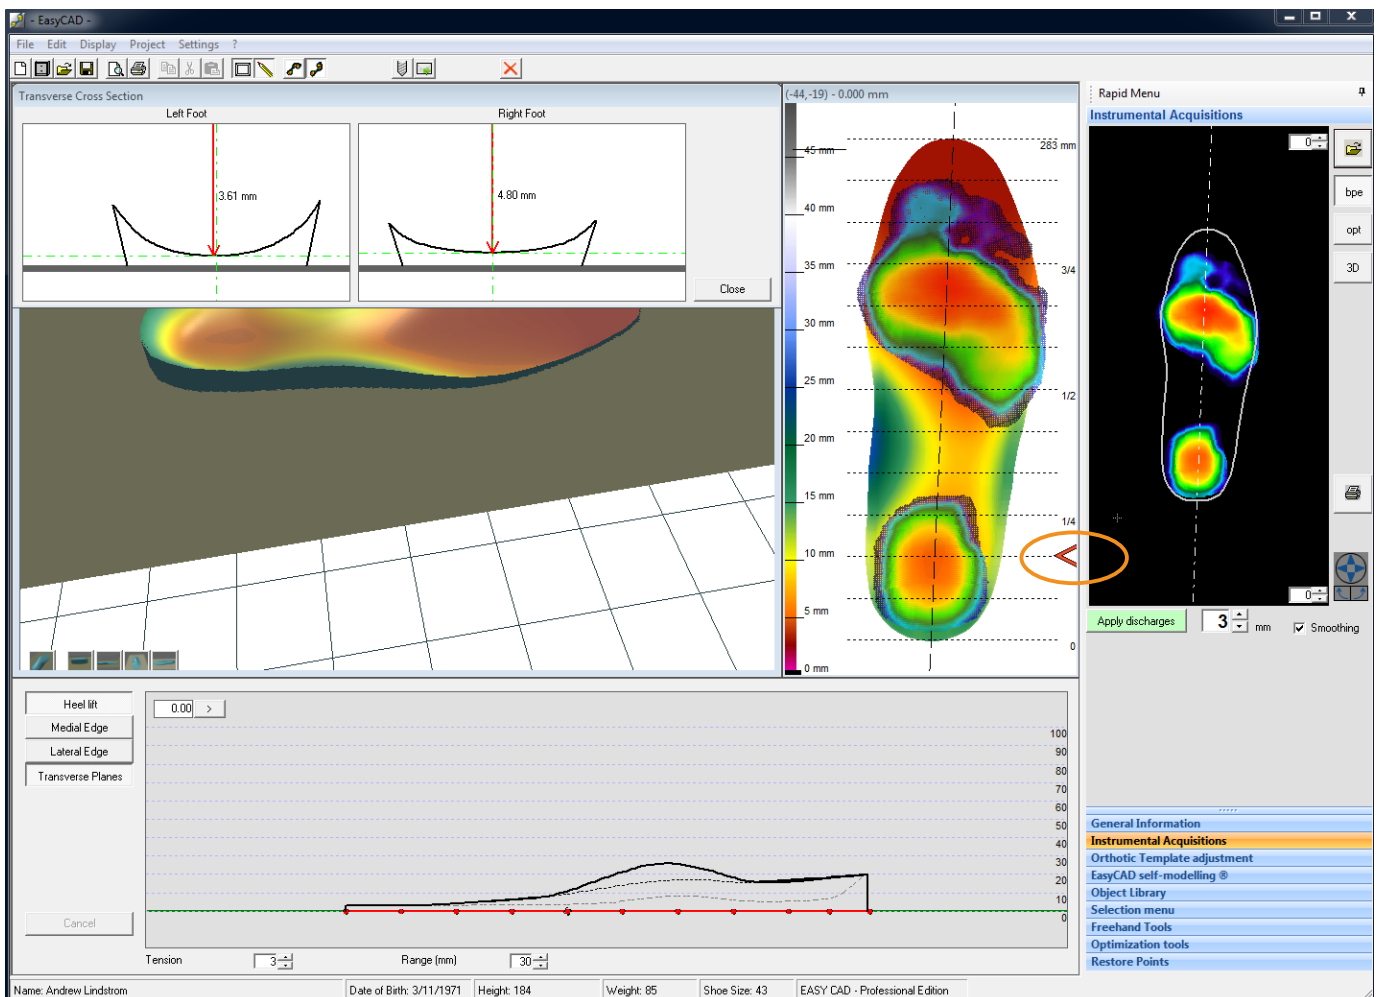 - EasyCAD -
File Edit Display Project Settings ?
Transverse Cross Section
Left Foot
Right Foot
3.61 mm
4.80 mm
Close
(-44,-19) - 0.000 mm
45 mm
40 mm
35 mm
30 mm
25 mm
20 mm
15 mm
10 mm
5 mm
0 mm
283 mm
3/4
1/2
1/4
0
Rapid Menu
Instrumental Acquisitions
0
bpe
opt
3D
0
Apply discharges
3
mm
Smoothing
Heel lift
Medial Edge
Lateral Edge
Transverse Planes
Cancel
0.00 >
100
90
80
70
60
50
40
30
20
10
0
Tension
3
Range (mm)
30
General Information
Instrumental Acquisitions
Orthotic Template adjustment
EasyCAD self-modelling ®
Object Library
Selection menu
Freehand Tools
Optimization tools
Restore Points
Name: Andrew Lindstrom
Date of Birth: 3/11/1971
Height: 184
Weight: 85
Shoe Size: 43
EASY CAD - Professional Edition